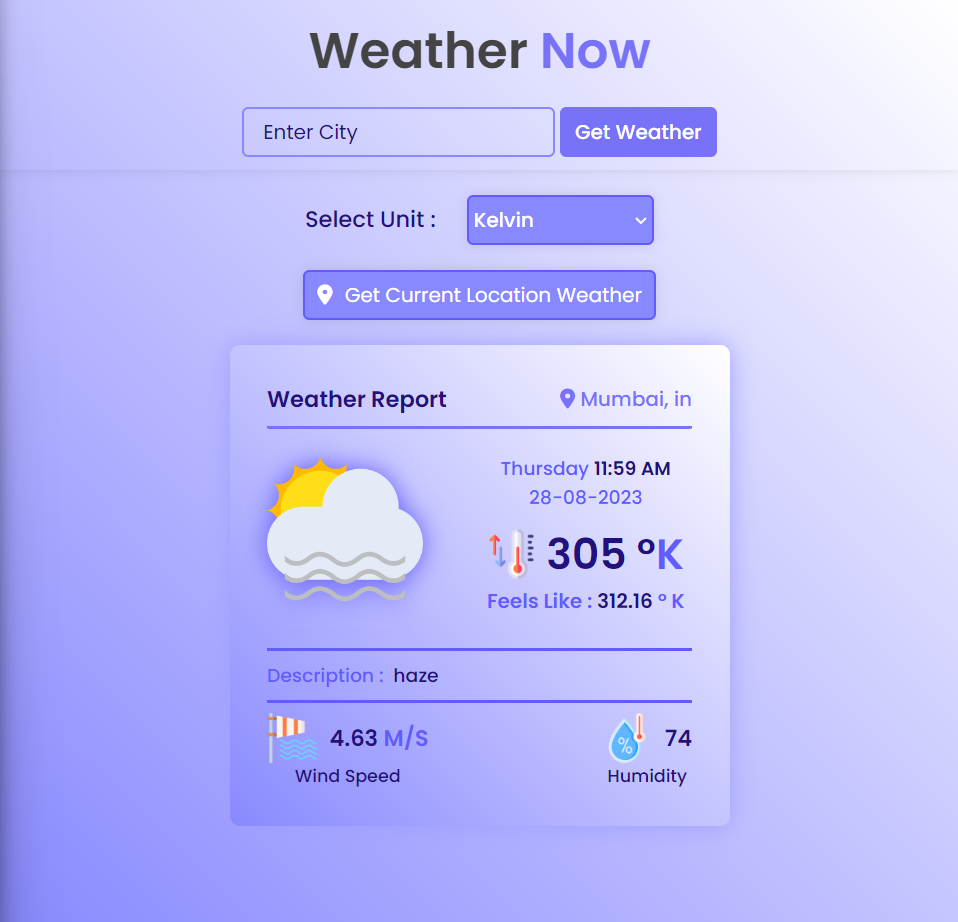 Weather Now
Enter City
Get Weather
Select Unit :
Kelvin
Get Current Location Weather
Weather Report
Mumbai, in
Thursday 11:59 AM
28-08-2023
305 °K
Feels Like : 312.16 ° K
Description : haze
4.63 M/S
Wind Speed
%
74
Humidity